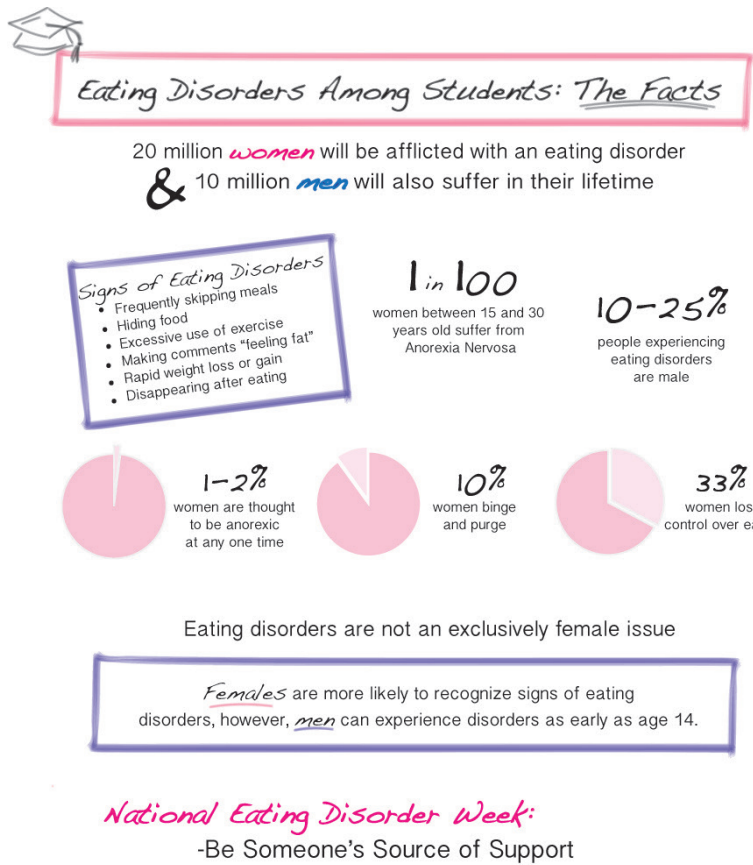 Eating Disorders Among Students: The Facts
20 million women will be afflicted with an eating disorder
& 10 million men will also suffer in their lifetime
Signs of Eating Disorders
• Frequently skipping meals
• Hiding food
• Excessive use of exercise
• Making comments “feeling fat”
• Rapid weight loss or gain
• Disappearing after eating
1 in 100
women between 15 and 30
years old suffer from
Anorexia Nervosa
10-25%
people experiencing
eating disorders
are male
1-2%
women are thought
to be anorexic
at any one time
10%
women binge
and purge
33%
women los
control over ea
Eating disorders are not an exclusively female issue
Females are more likely to recognize signs of eating
disorders, however, men can experience disorders as early as age 14.
National Eating Disorder Week:
-Be Someone’s Source of Support